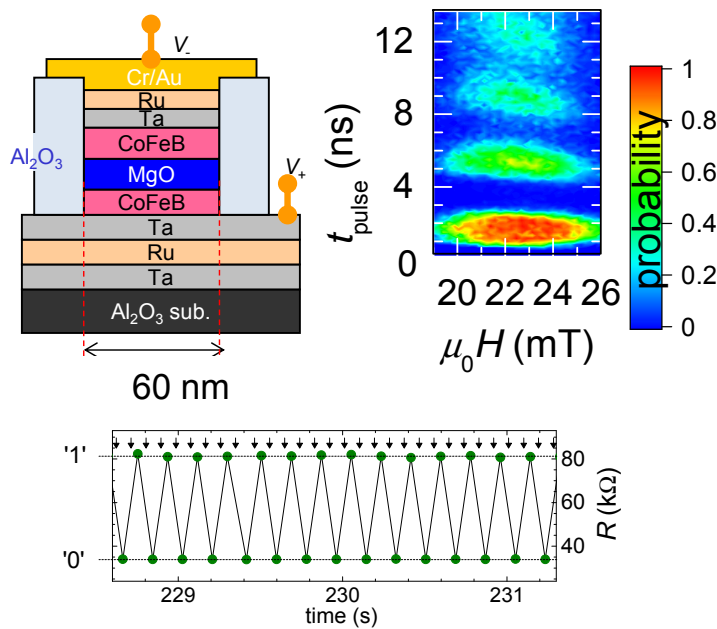 V-
Cr/Au
Ru
Ta
CoFeB
Al2O3
MgO
V+
CoFeB
Ta
Ru
Ta
Al2O3 sub.
60 nm
12
8
4
0
tpulse (ns)
20 22 24 26
μ0H (mT)
1
0.8
0.6
0.4
0.2
0
probability
'1'
'0'
80
60
40
R (kΩ)
229 230 231
time (s)